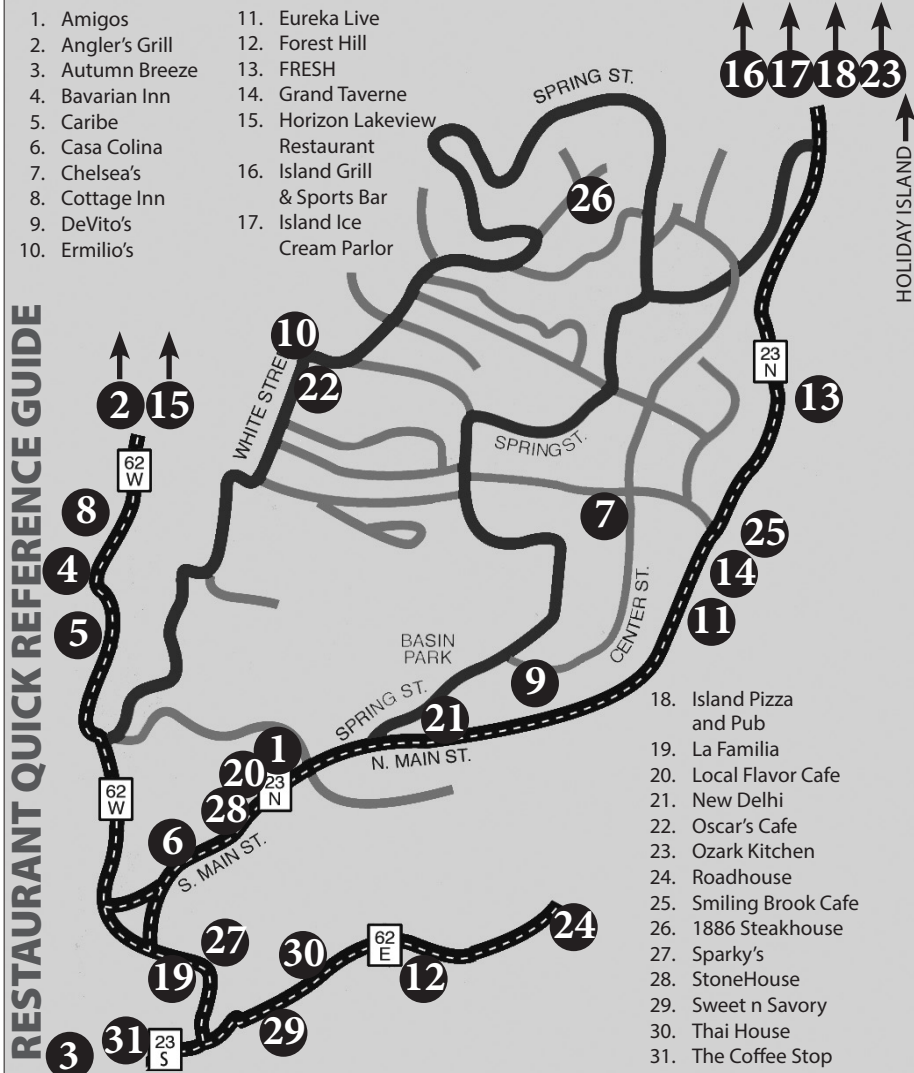 RESTAURANT QUICK REFERENCE GUIDE
1. Amigos
2. Angler's Grill
3. Autumn Breeze
4. Bavarian Inn
5. Caribe
6. Casa Colina
7. Chelsea's
8. Cottage Inn
9. DeVito's
10. Ermilio's
11. Eureka Live
12. Forest Hill
13. FRESH
14. Grand Taverne
15. Horizon Lakeview
Restaurant
16. Island Grill
& Sports Bar
17. Island Ice
Cream Parlor
16 17 18 23
HOLIDAY ISLAND
SPRING ST.
26
10
WHITE STREE
22
23
N
13
2 15
62
W
SPRING ST.
8
7
25
4
14
11
5
CENTER ST.
BASIN
PARK
9
SPRING ST.
21
N. MAIN ST.
1
20
23
N
28
62
W
6
S. MAIN ST.
27
19
30
62
E
12
24
29
31
23
S
3
18. Island Pizza
and Pub
19. La Familia
20. Local Flavor Cafe
21. New Delhi
22. Oscar's Cafe
23. Ozark Kitchen
24. Roadhouse
25. Smiling Brook Cafe
26. 1886 Steakhouse
27. Sparky's
28. StoneHouse
29. Sweet n Savory
30. Thai House
31. The Coffee Stop